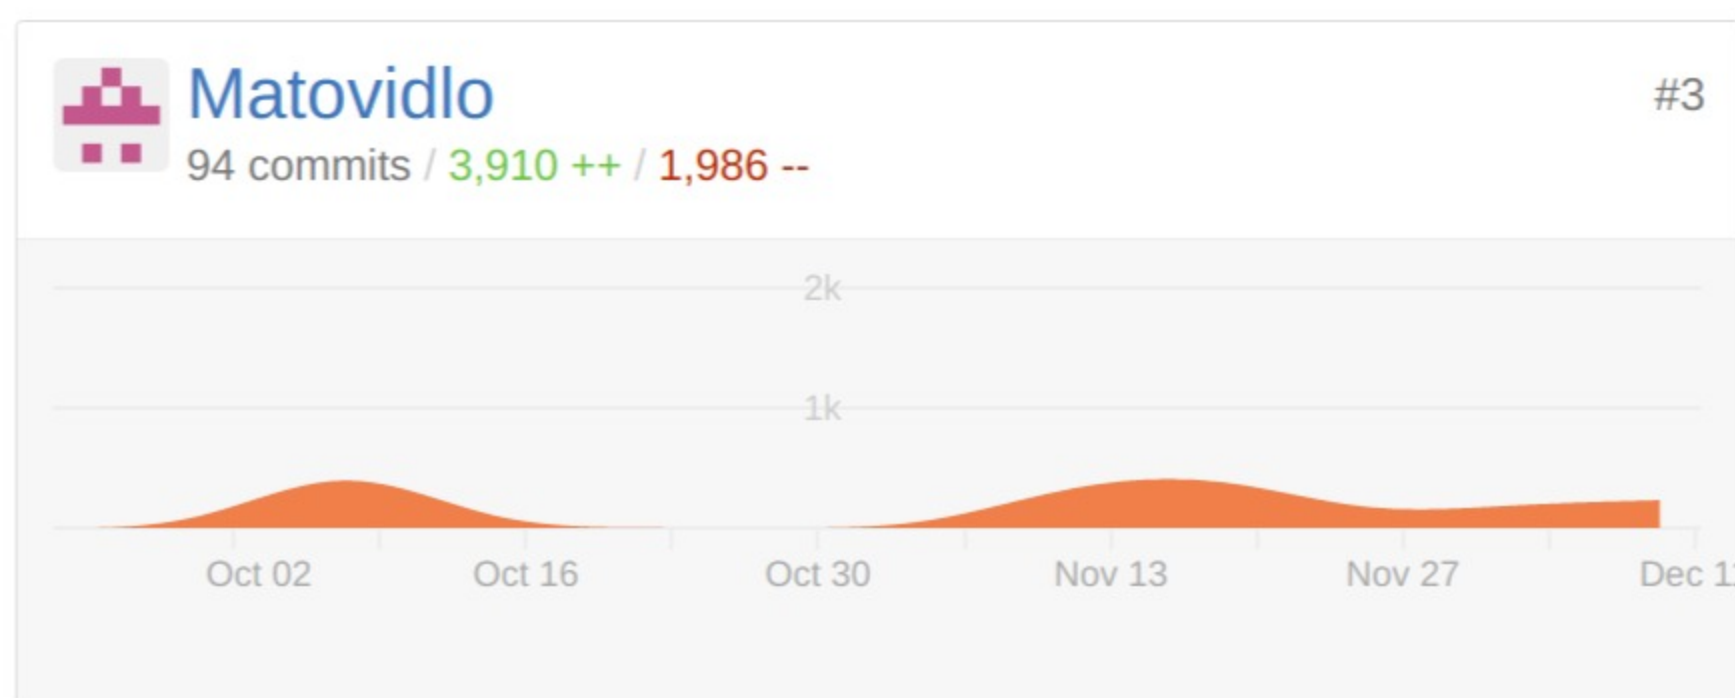 Matovidlo
#3
94 commits / 3,910 ++ / 1,986 --
2k
1k
Oct 02 Oct 16 Oct 30 Nov 13 Nov 27 Dec